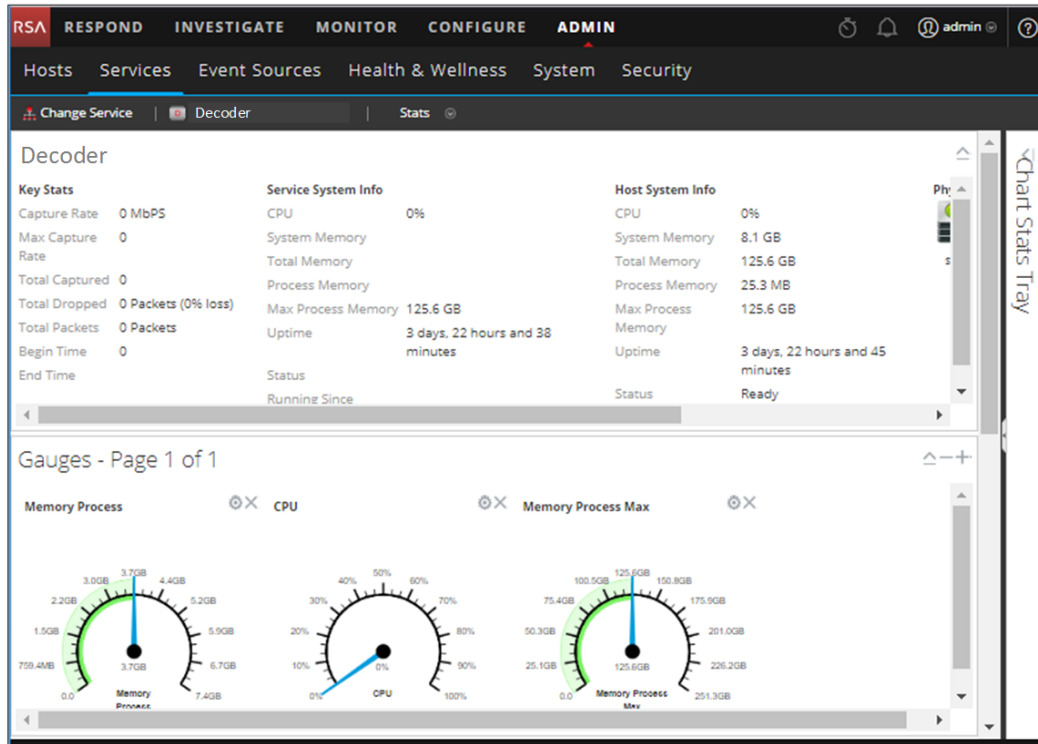 RSA RESPOND INVESTIGATE MONITOR CONFIGURE ADMIN admin
Hosts Services Event Sources Health & Wellness System Security
Change Service | Decoder | Stats
Decoder
Key Stats
Capture Rate 0 MbPS
Max Capture Rate 0
Total Captured 0
Total Dropped 0 Packets (0% loss)
Total Packets 0 Packets
Begin Time 0
End Time
Service System Info
CPU 0%
System Memory
Total Memory
Process Memory
Max Process Memory 125.6 GB
Uptime 3 days, 22 hours and 38
minutes
Status
Running Since
Host System Info
CPU 0%
System Memory 8.1 GB
Total Memory 125.6 GB
Process Memory 25.3 MB
Max Process Memory 125.6 GB
Uptime 3 days, 22 hours and 45
minutes
Status Ready
Phy
s
Chart Stats Tray
Gauges - Page 1 of 1
Memory Process
0.0
759.4MB
1.5GB
2.2GB
3.0GB
3.7GB
4.4GB
5.2GB
5.9GB
6.7GB
7.4GB
3.7GB
Memory
Process
CPU
0%
10%
20%
30%
40%
50%
60%
70%
80%
90%
100%
0%
CPU
Memory Process Max
0.0
25.1GB
50.3GB
75.4GB
100.5GB
125.6GB
150.8GB
175.9GB
201.0GB
226.2GB
251.3GB
125.6GB
Memory Process
Max